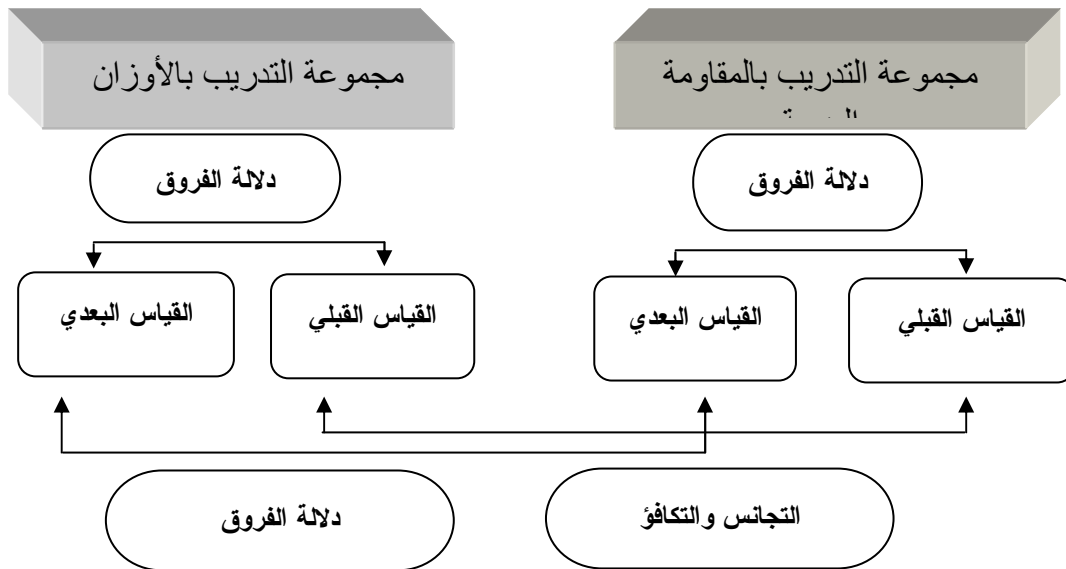 مجموعة التدريب بالمقاومة
مجموعة التدريب بالأوزان
دلالة الفروق
دلالة الفروق
القياس القبلي
القياس البعدي
القياس القبلي
القياس البعدي
التجانس والتكافؤ
دلالة الفروق